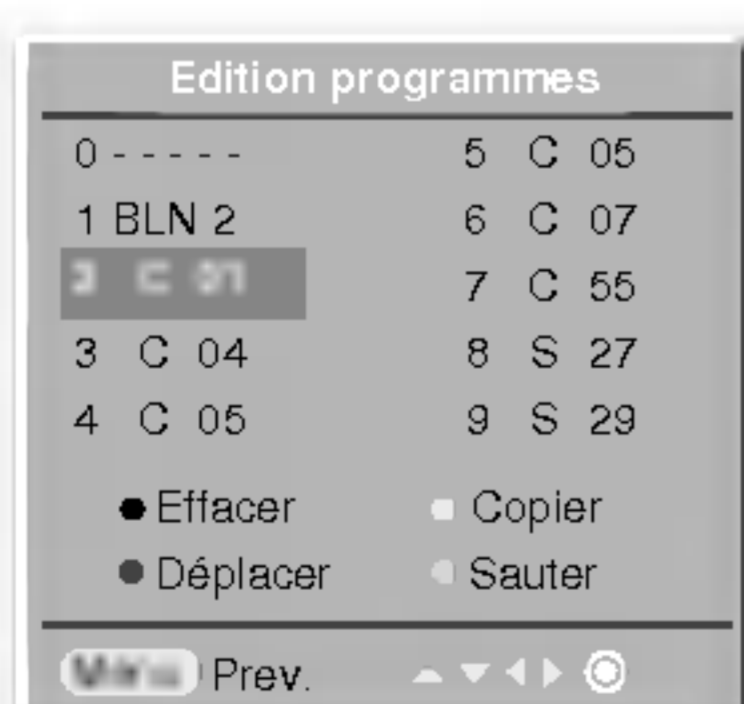 Edition programmes
0 - - - - -
1 BLN 2
3 C 04
4 C 05
5 C 05
6 C 07
7 C 55
8 S 27
9 S 29
Effacer
Copier
Déplacer
Sauter
Prev.